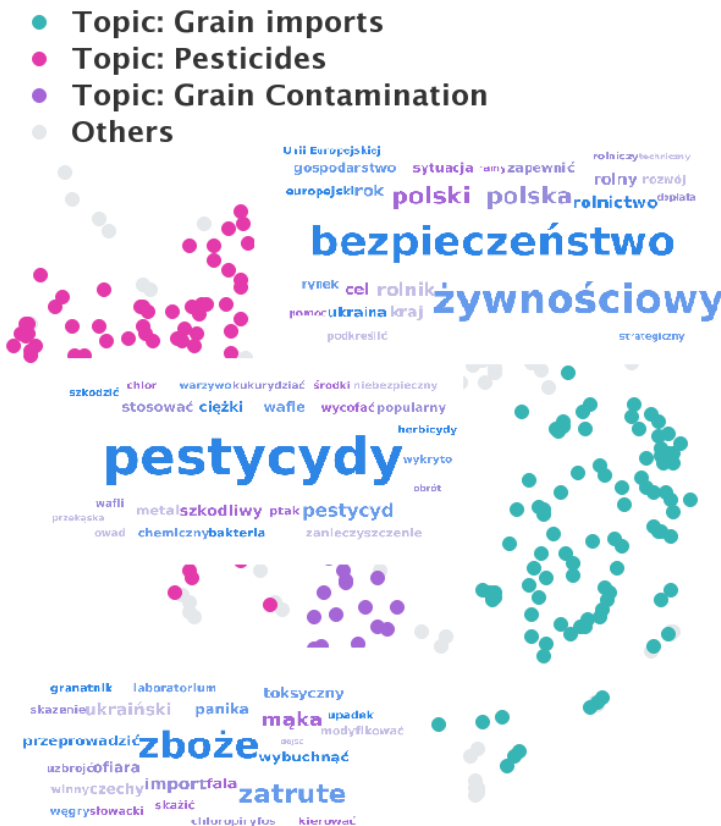 Topic: Grain imports
Topic: Pesticides
Topic: Grain Contamination
Others
Unii Europejskiej
gospodarstwo sytuacja zapewnić rolniczy techniczny
rolny rozwój
europejski rok polski polska rolnictwo dopłata
bezpieczeństwo
rynek cel rolnik żywnościowy
pomoc ukraina kraj
podkreślić strategiczny
szkodzić chlor warzywo kukurydziać środki niebezpieczny
stosować ciężki wafle wycofać popularny
herbicydy
pestycydy wykryto
obrót
wafli metal szkodliwy ptak pestycyd
przekąska
owad chemiczny bakteria zanieczyszczenie
granatnik laboratorium toksyczny
skazenie ukraiński panika mąka upadek
modyfikować
przeprowadzić zboże wybuchnąć
uzbrojć ofiara
winny czechy import fala zatrute
węgry słowacki skazić
chloropiryfos kierować